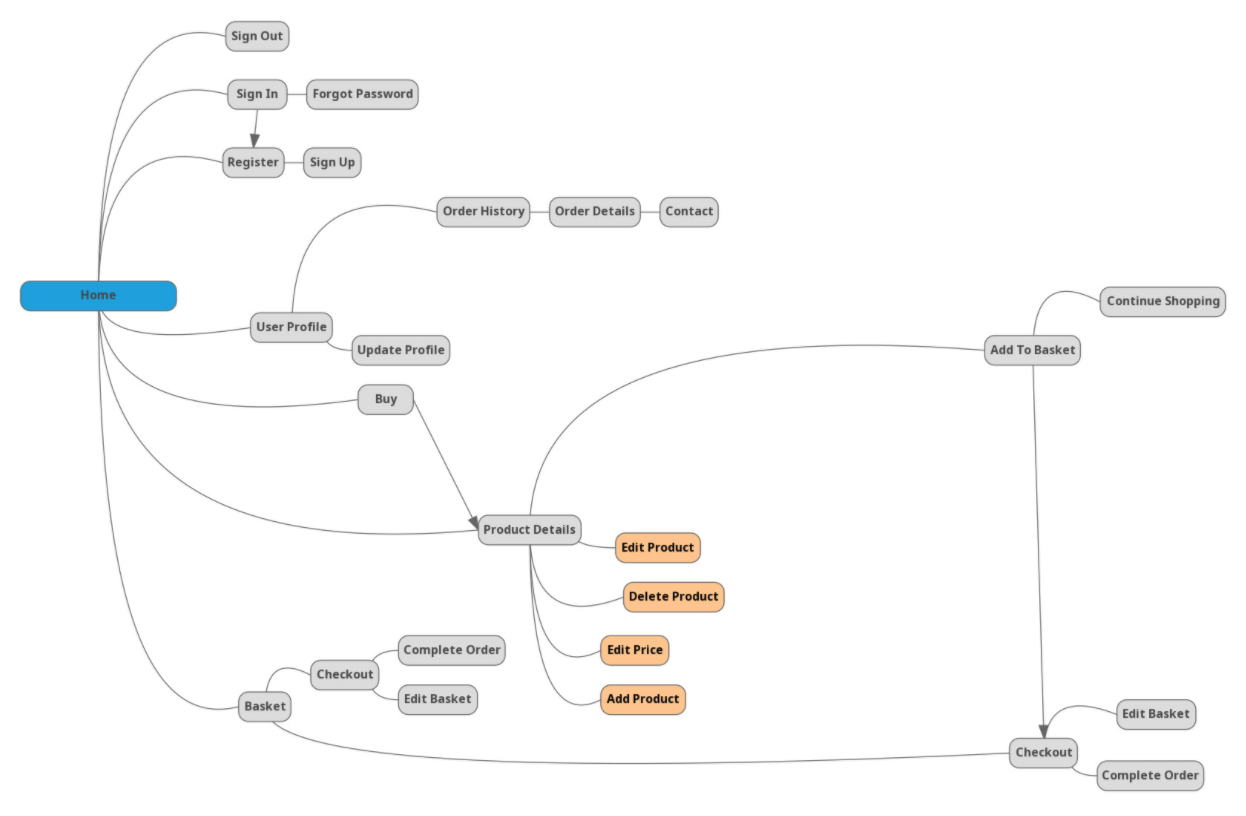 Sign Out
Sign In
Forgot Password
Register
Sign Up
Order History
Order Details
Contact
Home
Continue Shopping
User Profile
Update Profile
Add To Basket
Buy
Product Details
Edit Product
Delete Product
Edit Price
Add Product
Complete Order
Checkout
Edit Basket
Basket
Edit Basket
Checkout
Complete Order